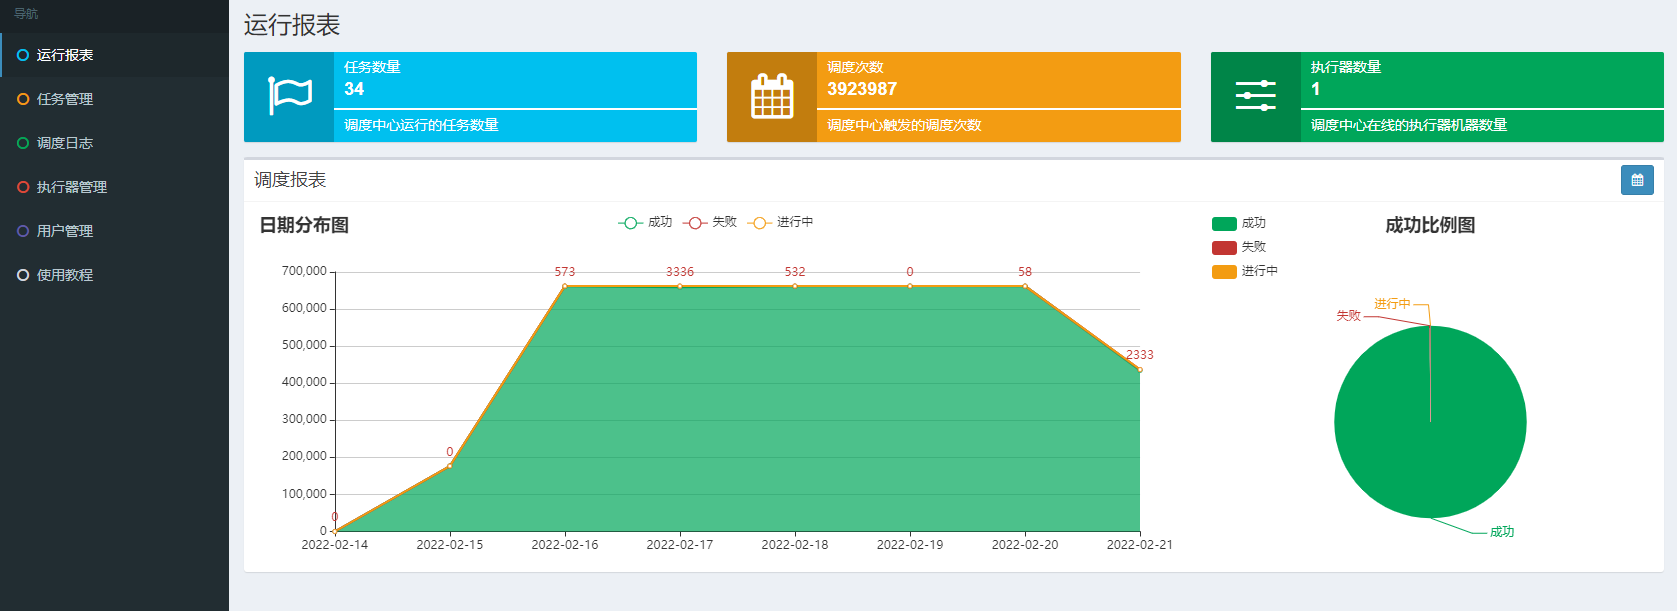 导航
运行报表
任务管理
调度日志
执行器管理
用户管理
使用教程
运行报表
任务数量
34
调度中心运行的任务数量
调度次数
3923987
调度中心触发的调度次数
执行器数量
1
调度中心在线的执行器机器数量
调度报表
日期分布图
成功 失败 进行中
700,000
600,000
500,000
400,000
300,000
200,000
100,000
0
0 0 573 3336 532 0 58 2333
2022-02-14 2022-02-15 2022-02-16 2022-02-17 2022-02-18 2022-02-19 2022-02-20 2022-02-21
成功
失败
进行中
成功比例图
进行中
失败
成功